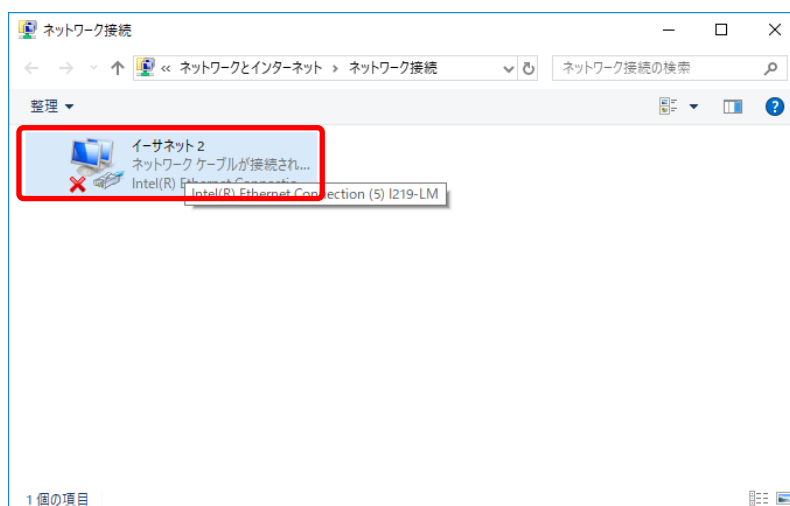 ネットワーク接続
« ネットワークとインターネット › ネットワーク接続
ネットワーク接続の検索
整理
イーサネット 2
ネットワーク ケーブルが接続され...
Intel(R) Ethernet Connectio...
Intel(R) Ethernet Connection (5) I219-LM
1 個の項目